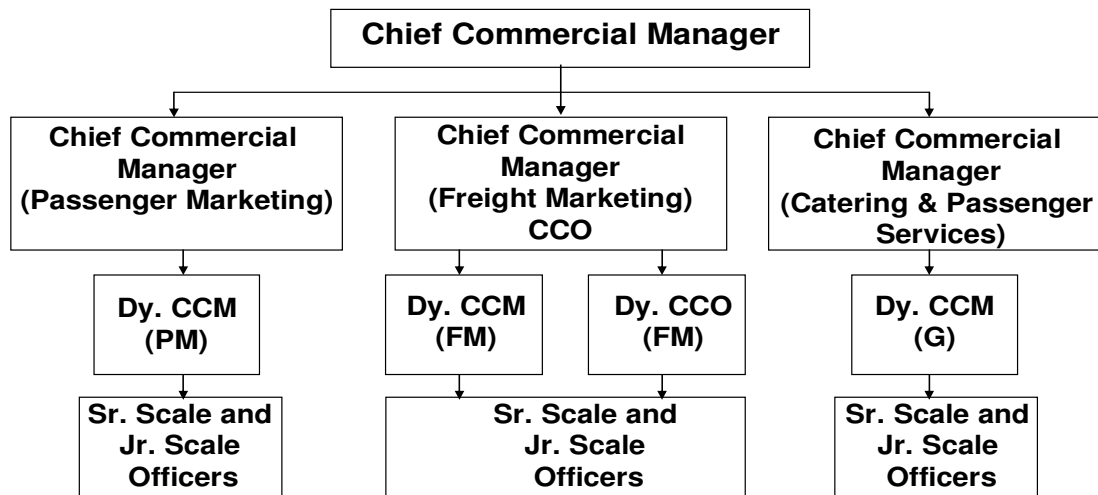 Chief Commercial Manager
Chief Commercial
Manager
(Passenger Marketing)
Chief Commercial
Manager
(Freight Marketing)
CCO
Chief Commercial
Manager
(Catering & Passenger
Services)
Dy. CCM
(PM)
Dy. CCM
(FM)
Dy. CCO
(FM)
Dy. CCM
(G)
Sr. Scale and
Jr. Scale
Officers
Sr. Scale and
Jr. Scale
Officers
Sr. Scale and
Jr. Scale
Officers